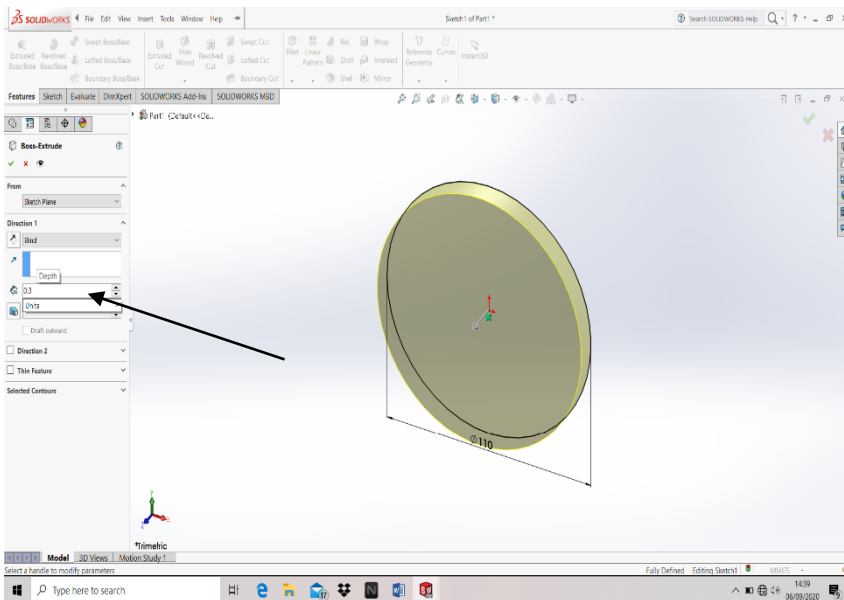 SOLIDWORKS File Edit View Insert Tools Window Help Sketch1 of Part1 * Search SOLIDWORKS Help
Extruded Boss/Base
Revolved Boss/Base
Swept Boss/Base
Lofted Boss/Base
Boundary Boss/Base
Extruded Cut
Hole Wizard
Revolved Cut
Swept Cut
Lofted Cut
Boundary Cut
Fillet
Linear Pattern
Rib
Draft
Shell
Wrap
Intersect
Mirror
Reference Geometry
Curves
Instant3D
Features Sketch Evaluate DimXpert SOLIDWORKS Add-Ins SOLIDWORKS MBD
Part1 (Default<<De..
Boss-Extrude
From
Sketch Plane
Direction 1
Blind
Depth
0.3
Units
Draft outward
Direction 2
Thin Feature
Selected Contours
Ø110
Y
Z
*Trimetric
Model 3D Views Motion Study 1
Select a handle to modify parameters Fully Defined Editing Sketch1 MMGS
Type here to search
14:39
06/09/2020